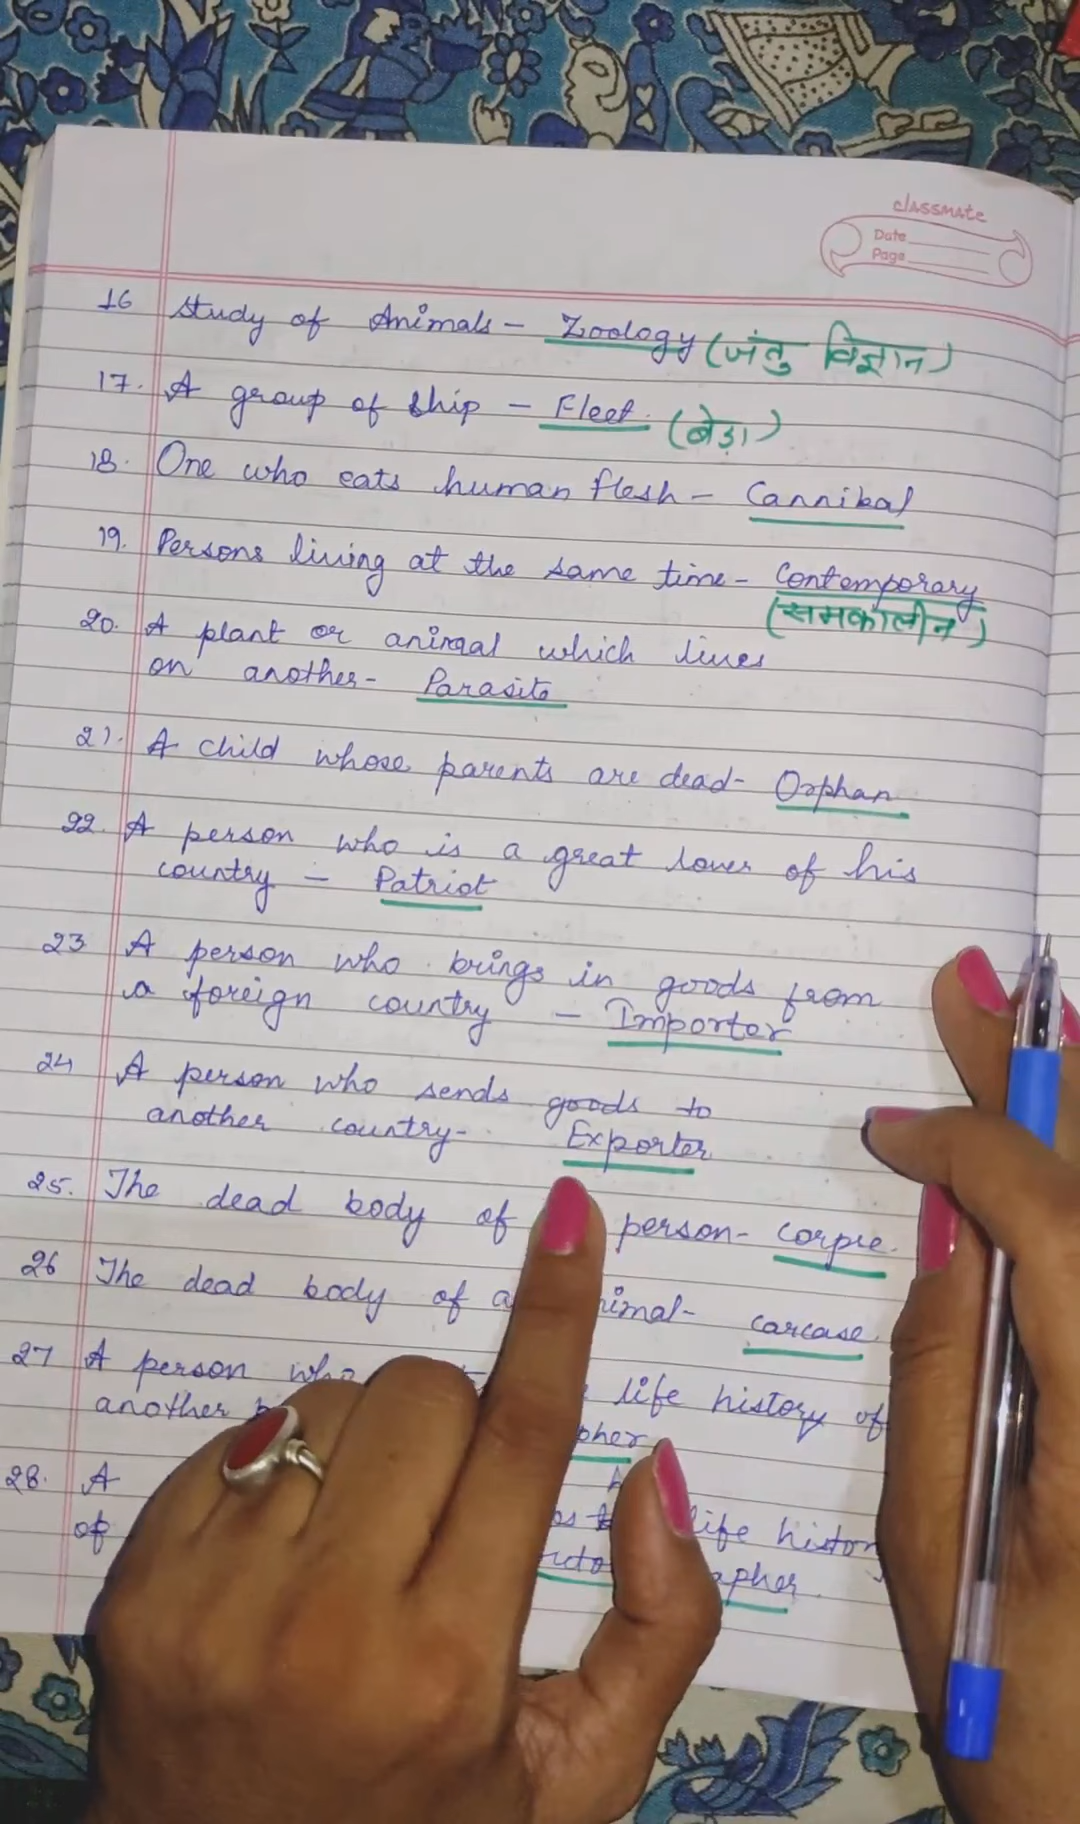 classmate
Date
Page
16 Study of Animals - Zoology (जंतु विज्ञान)
17. A group of ship - Fleet. (बेड़ा)
18. One who eats human flesh - Cannibal
19. Persons living at the same time - Contemporary
(समकालीन)
20. A plant or animal which lives
on another - Parasite
21. A child whose parents are dead - Orphan
22. A person who is a great lover of his
country - Patriot
23 A person who brings in goods from
a foreign country - Importer
24 A person who sends goods to
another country - Exporter
25. The dead body of person - corpse.
26 The dead body of - carcase
27 A person who life history of
another
28. A life
of